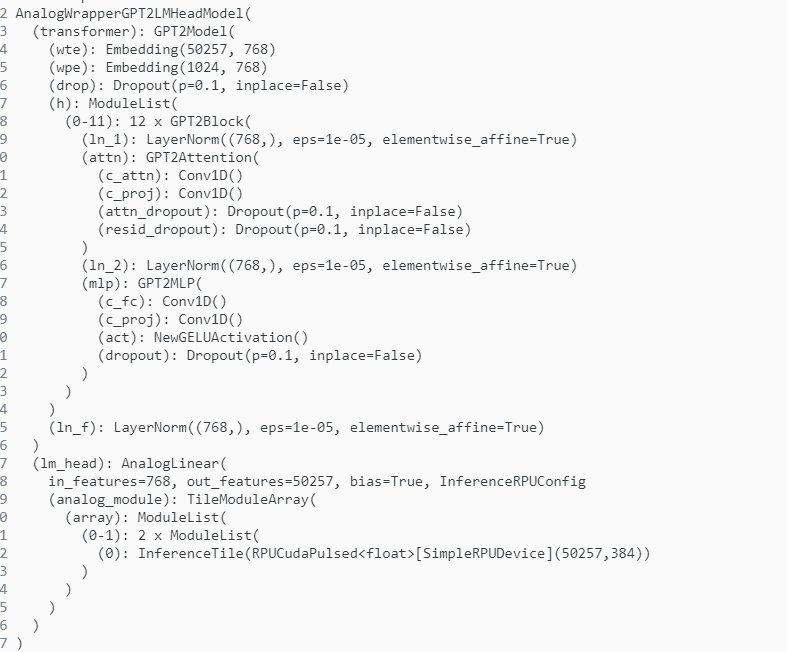 2 AnalogWrapperGPT2LMHeadModel(
3   (transformer): GPT2Model(
4     (wte): Embedding(50257, 768)
5     (wpe): Embedding(1024, 768)
6     (drop): Dropout(p=0.1, inplace=False)
7     (h): ModuleList(
8       (0-11): 12 x GPT2Block(
9         (ln_1): LayerNorm((768,), eps=1e-05, elementwise_affine=True)
0         (attn): GPT2Attention(
1           (c_attn): Conv1D()
2           (c_proj): Conv1D()
3           (attn_dropout): Dropout(p=0.1, inplace=False)
4           (resid_dropout): Dropout(p=0.1, inplace=False)
5         )
6         (ln_2): LayerNorm((768,), eps=1e-05, elementwise_affine=True)
7         (mlp): GPT2MLP(
8           (c_fc): Conv1D()
9           (c_proj): Conv1D()
0           (act): NewGELUActivation()
1           (dropout): Dropout(p=0.1, inplace=False)
2         )
3       )
4     )
5     (ln_f): LayerNorm((768,), eps=1e-05, elementwise_affine=True)
6   )
7   (lm_head): AnalogLinear(
8     in_features=768, out_features=50257, bias=True, InferenceRPUConfig
9     (analog_module): TileModuleArray(
0       (array): ModuleList(
1         (0-1): 2 x ModuleList(
2           (0): InferenceTile(RPUCudaPulsed<float>[SimpleRPUDevice](50257,384))
3         )
4       )
5     )
6   )
7 )